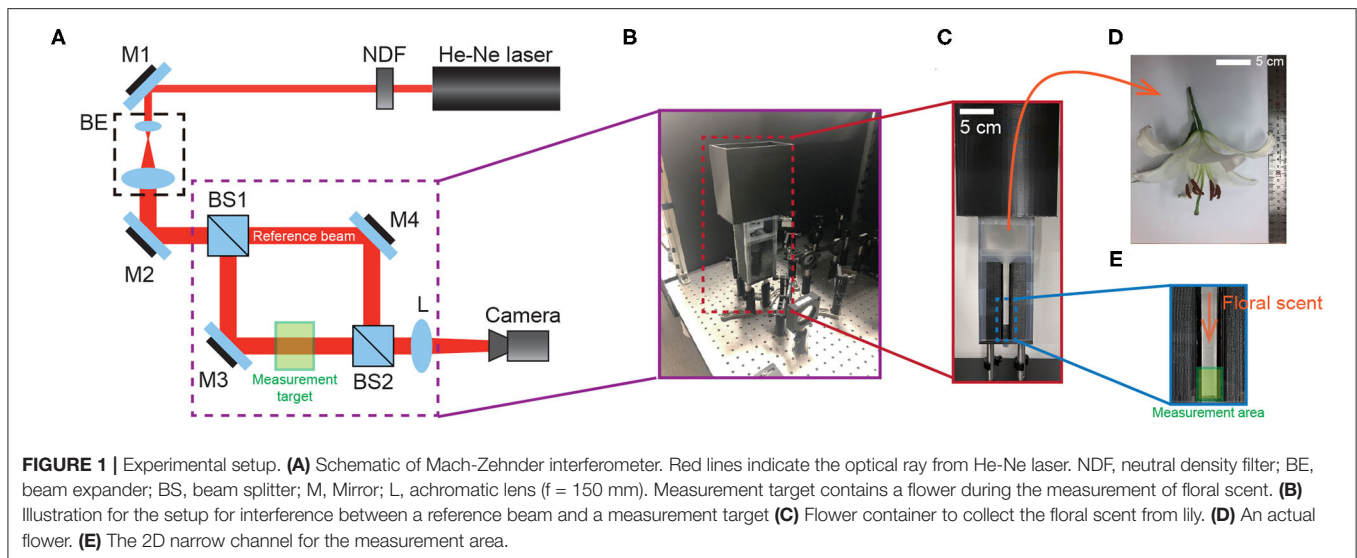 A
B
C
D
M1
NDF
He-Ne laser
5 cm
BE
5 cm
BS1
M4
Reference beam
M2
E
Floral scent
Camera
L
M3
Measurement
target
BS2
Measurement area
FIGURE 1 | Experimental setup. (A) Schematic of Mach-Zehnder interferometer. Red lines indicate the optical ray from He-Ne laser. NDF, neutral density filter; BE,
beam expander; BS, beam splitter; M, Mirror; L, achromatic lens (f = 150 mm). Measurement target contains a flower during the measurement of floral scent. (B)
Illustration for the setup for interference between a reference beam and a measurement target (C) Flower container to collect the floral scent from lily. (D) An actual
flower. (E) The 2D narrow channel for the measurement area.